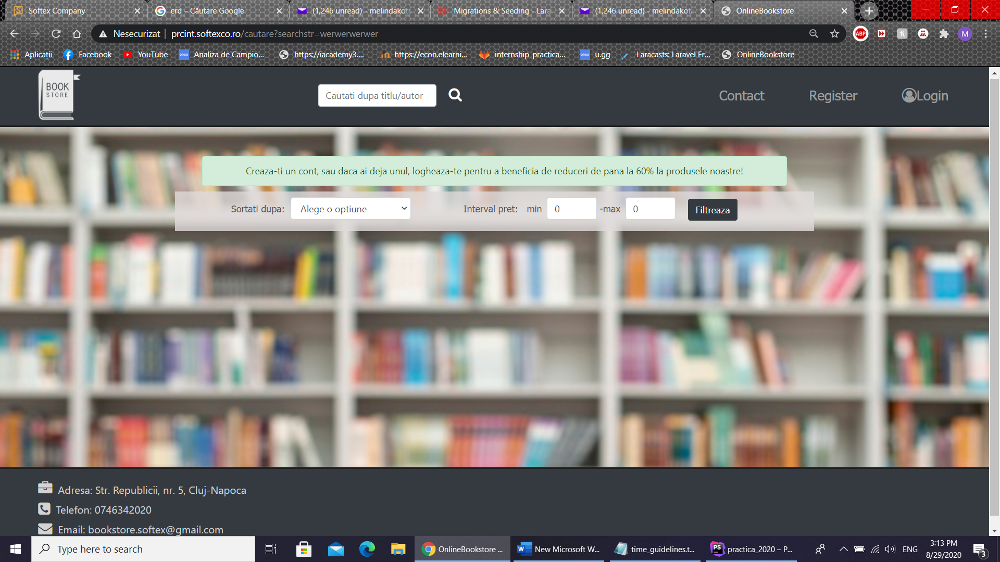 Softex Company
erd – Căutare Google
(1,246 unread) - melindakota
Migrations & Seeding - Lara
(1,246 unread) - melindakota
OnlineBookstore
Nesecurizat prcint.softexco.ro/cautare?searchstr=werwerwerwer
ABP
M
Aplicații
Facebook
YouTube
OPGG
Analiza de Campio...
https://iacademy3....
https://econ.elearni...
internship_practica...
OPGG
u.gg
Laracasts: Laravel Fr...
OnlineBookstore
BOOK
STORE
Cautati dupa titlu/autor
Contact
Register
Login
Creaza-ti un cont, sau daca ai deja unul, logheaza-te pentru a beneficia de reduceri de pana la 60% la produsele noastre!
Sortati dupa: Alege o optiune Interval pret: min 0 -max 0 Filtreaza
Adresa: Str. Republicii, nr. 5, Cluj-Napoca
Telefon: 0746342020
Email: bookstore.softex@gmail.com
Type here to search
OnlineBookstore ...
New Microsoft W...
time_guidelines.t...
PS
practica_2020 – P...
ENG
3:13 PM
8/29/2020
3